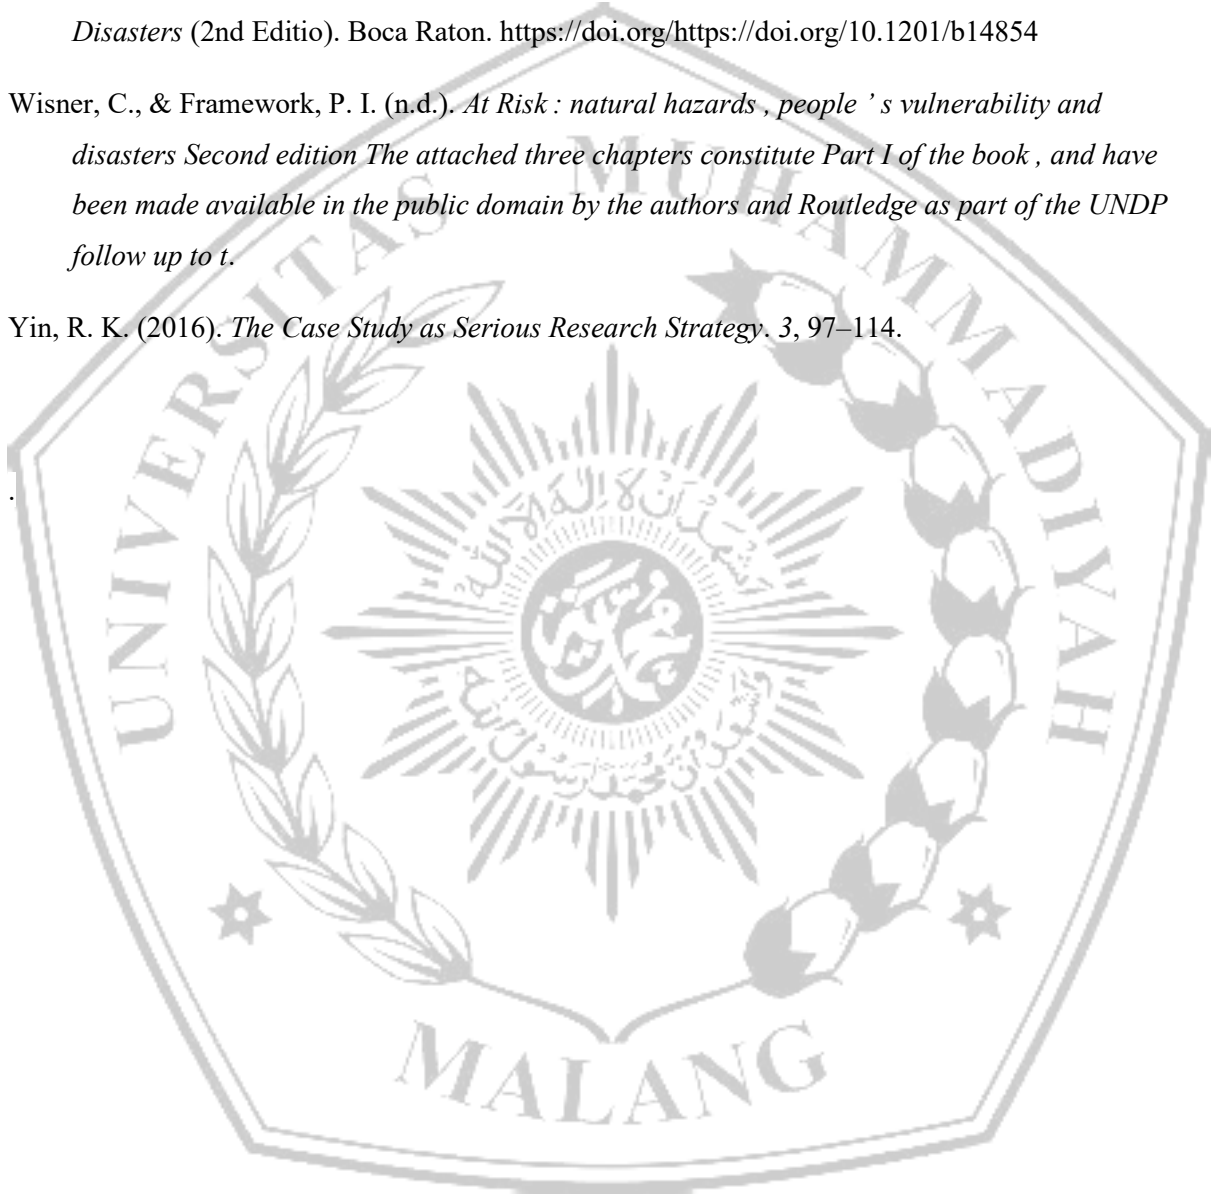 Disasters (2nd Editio). Boca Raton. https://doi.org/https://doi.org/10.1201/b14854
Wisner, C., & Framework, P. I. (n.d.). At Risk : natural hazards , people ’ s vulnerability and
disasters Second edition The attached three chapters constitute Part I of the book , and have
been made available in the public domain by the authors and Routledge as part of the UNDP
follow up to t.
Yin, R. K. (2016). The Case Study as Serious Research Strategy. 3, 97–114.
.
UNIVERSITAS MUHAMMADIYAH
MALANG